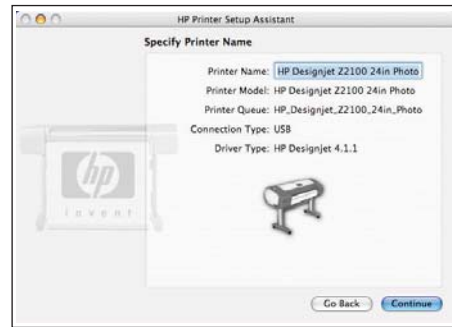 HP Printer Setup Assistant
Specify Printer Name
Printer Name: HP Designjet Z2100 24in Photo
Printer Model: HP Designjet Z2100 24in Photo
Printer Queue: HP_Designjet_Z2100_24in_Photo
Connection Type: USB
Driver Type: HP Designjet 4.1.1
hp
invent
Go Back
Continue